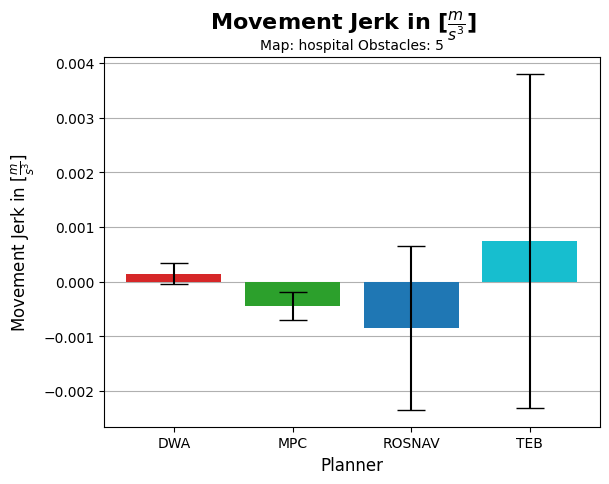 Movement Jerk in [m/s³]
Map: hospital Obstacles: 5
Movement Jerk in [m/s³]
0.004
0.003
0.002
0.001
0.000
−0.001
−0.002
DWA MPC ROSNAV TEB
Planner